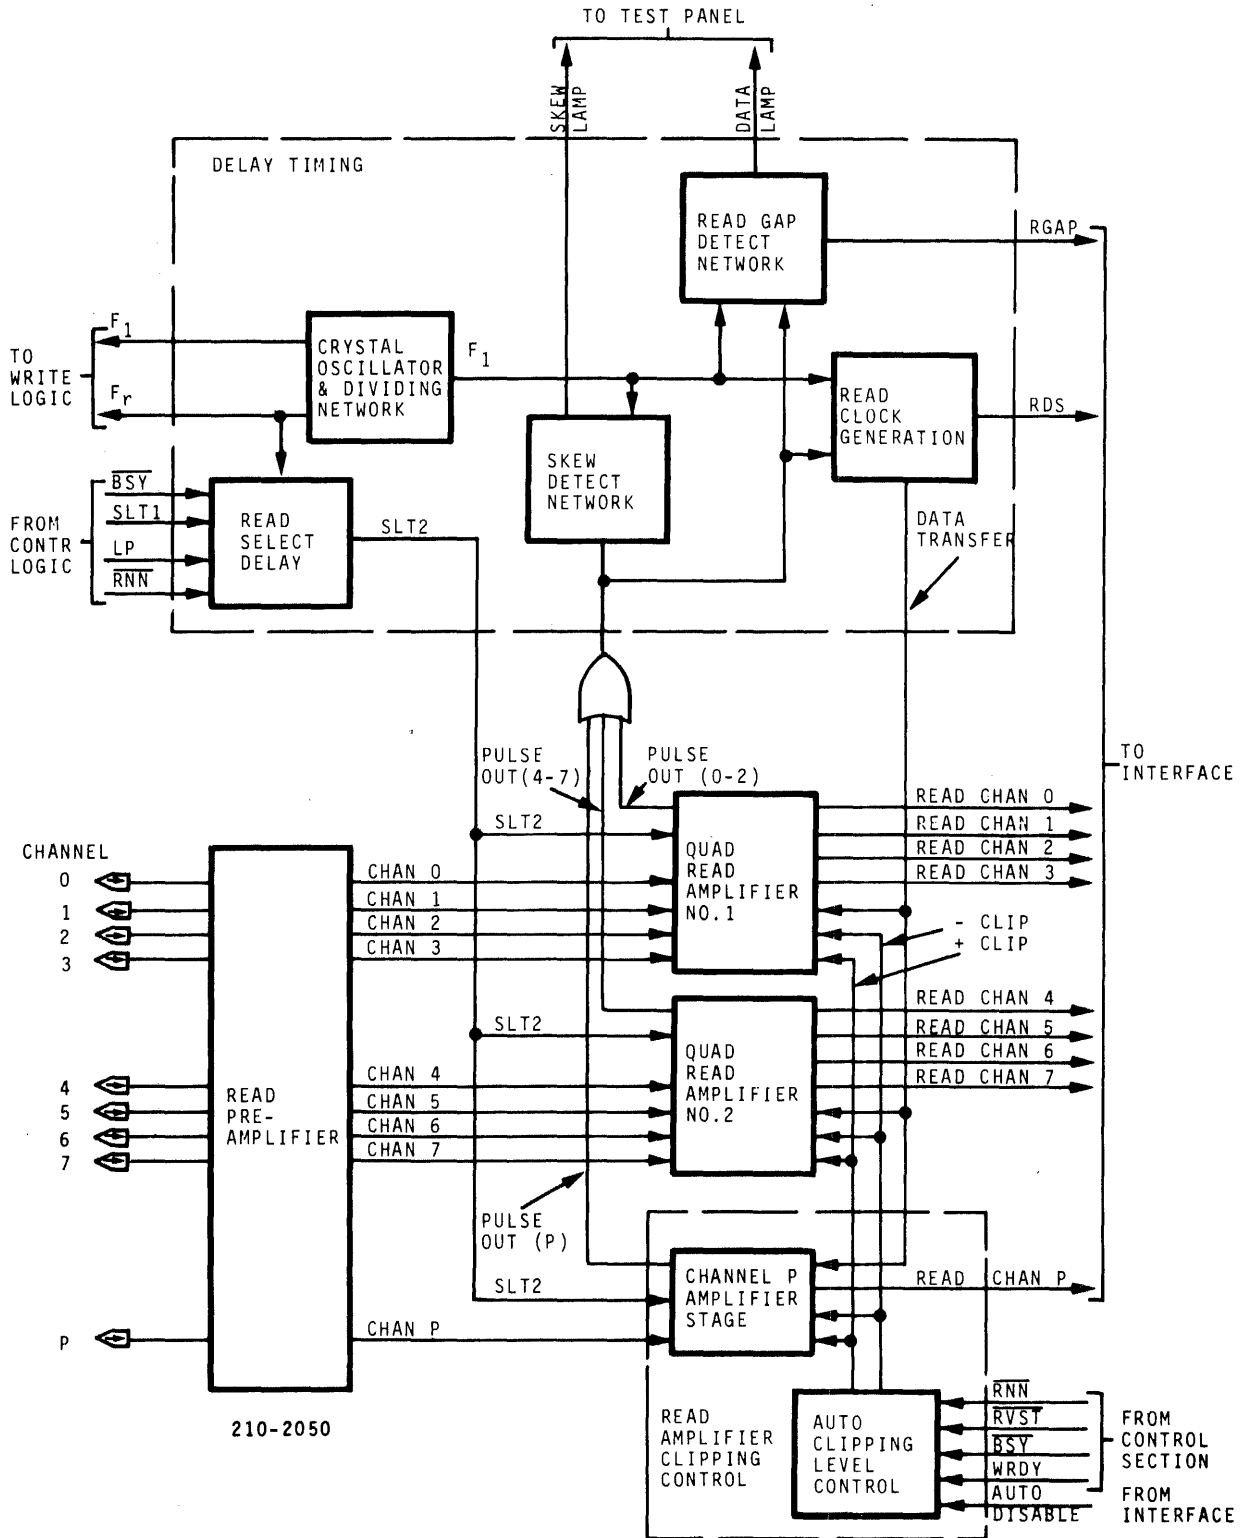 TO TEST PANEL
SKEW
LAMP
DATA
LAMP
DELAY TIMING
READ GAP
DETECT
NETWORK
RGAP
TO
WRITE
LOGIC
F1
Fr
CRYSTAL
OSCILLATOR
& DIVIDING
NETWORK
F1
READ
CLOCK
GENERATION
RDS
SKEW
DETECT
NETWORK
FROM
CONTR
LOGIC
B̅S̅Y̅
SLT1
LP
R̅N̅N̅
READ
SELECT
DELAY
SLT2
DATA
TRANSFER
PULSE
OUT(4-7)
PULSE
OUT (0-2)
TO
INTERFACE
SLT2
QUAD
READ
AMPLIFIER
NO.1
READ CHAN 0
READ CHAN 1
READ CHAN 2
READ CHAN 3
CHANNEL
0
1
2
3
CHAN 0
CHAN 1
CHAN 2
CHAN 3
- CLIP
+ CLIP
SLT2
QUAD
READ
AMPLIFIER
NO.2
READ CHAN 4
READ CHAN 5
READ CHAN 6
READ CHAN 7
4
5
6
7
READ
PRE-
AMPLIFIER
CHAN 4
CHAN 5
CHAN 6
CHAN 7
PULSE
OUT (P)
SLT2
CHANNEL P
AMPLIFIER
STAGE
READ CHAN P
P
CHAN P
210-2050
READ
AMPLIFIER
CLIPPING
CONTROL
AUTO
CLIPPING
LEVEL
CONTROL
R̅N̅N̅
R̅V̅S̅T̅
B̅S̅Y̅
WRDY
AUTO
DISABLE
FROM
CONTROL
SECTION
FROM
INTERFACE